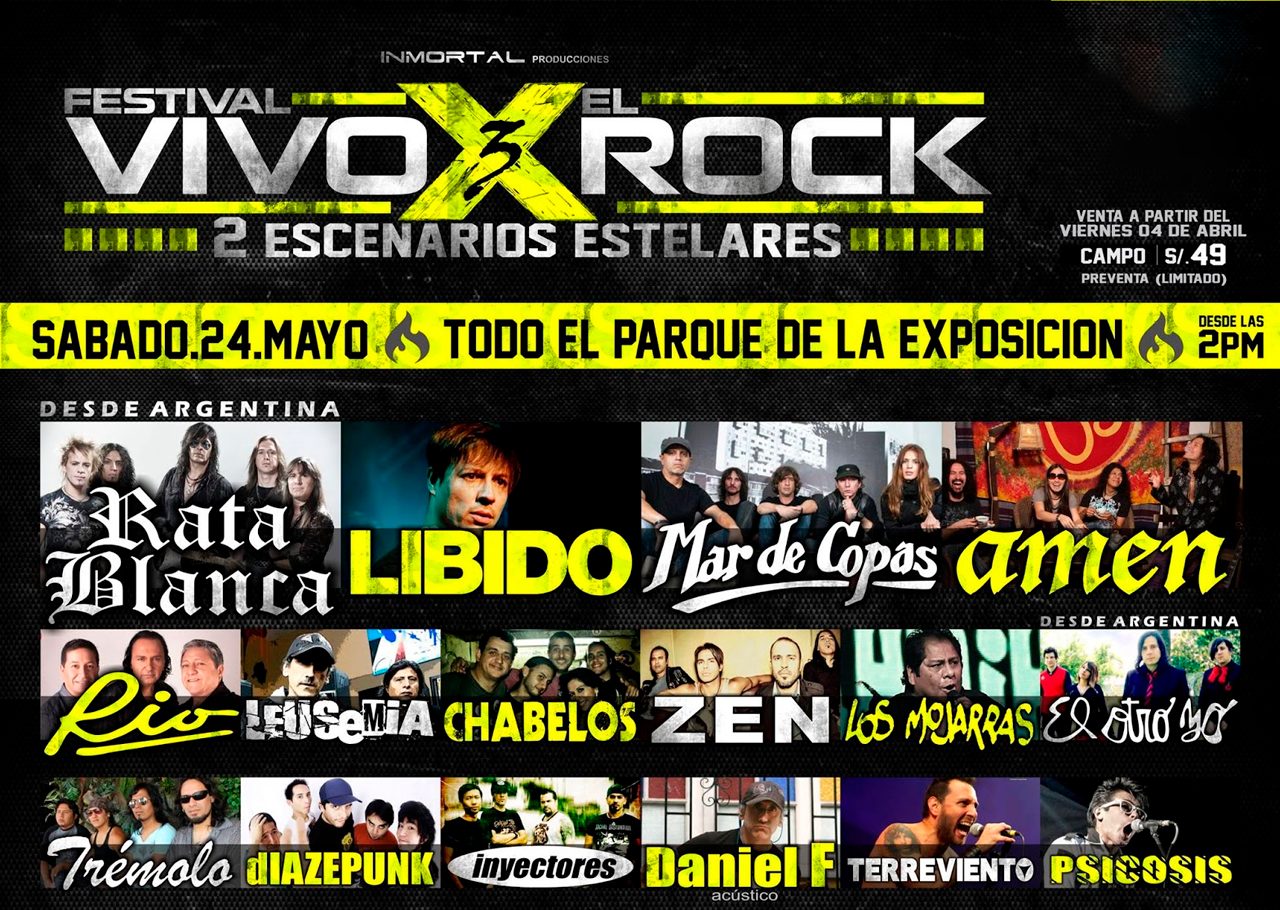 INMORTAL PRODUCCIONES
FESTIVAL EL
VIVO X ROCK
3
2 ESCENARIOS ESTELARES
VENTA A PARTIR DEL
VIERNES 04 DE ABRIL
CAMPO | S/.49
PREVENTA (LIMITADO)
SABADO.24.MAYO TODO EL PARQUE DE LA EXPOSICION DESDE LAS
2PM
DESDE ARGENTINA
Rata
Blanca
LIBIDO
Mar de Copas
amen
DESDE ARGENTINA
Rio
LEUSEMIA
CHABELOS
ZEN
LOS MOJARRAS
El otro yo
Trémolo
dIAZEPUNK
inyectores
Daniel F
acústico
TERREVIENTO
PSICOSIS